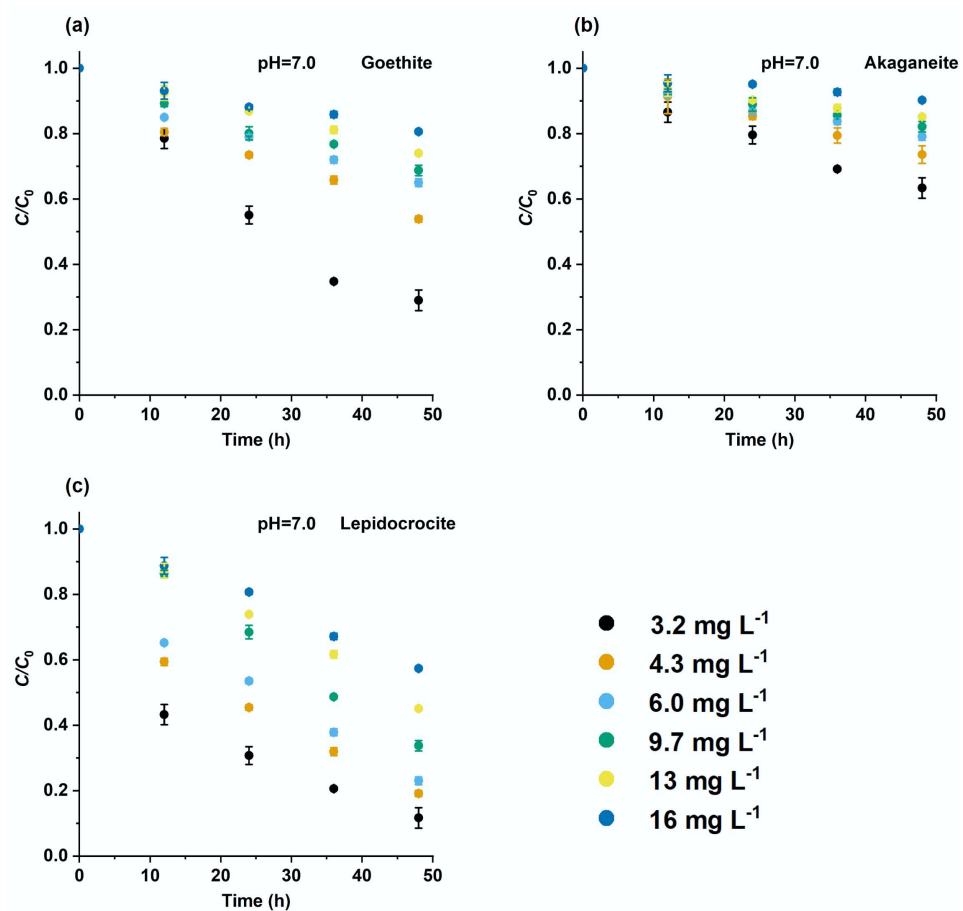 (a)
pH=7.0 Goethite
1.0
0.8
0.6
0.4
0.2
0.0
C/C0
0 10 20 30 40 50
Time (h)
(b)
pH=7.0 Akaganeite
1.0
0.8
0.6
0.4
0.2
0.0
C/C0
0 10 20 30 40 50
Time (h)
(c)
pH=7.0 Lepidocrocite
1.0
0.8
0.6
0.4
0.2
0.0
C/C0
0 10 20 30 40 50
Time (h)
3.2 mg L-1
4.3 mg L-1
6.0 mg L-1
9.7 mg L-1
13 mg L-1
16 mg L-1